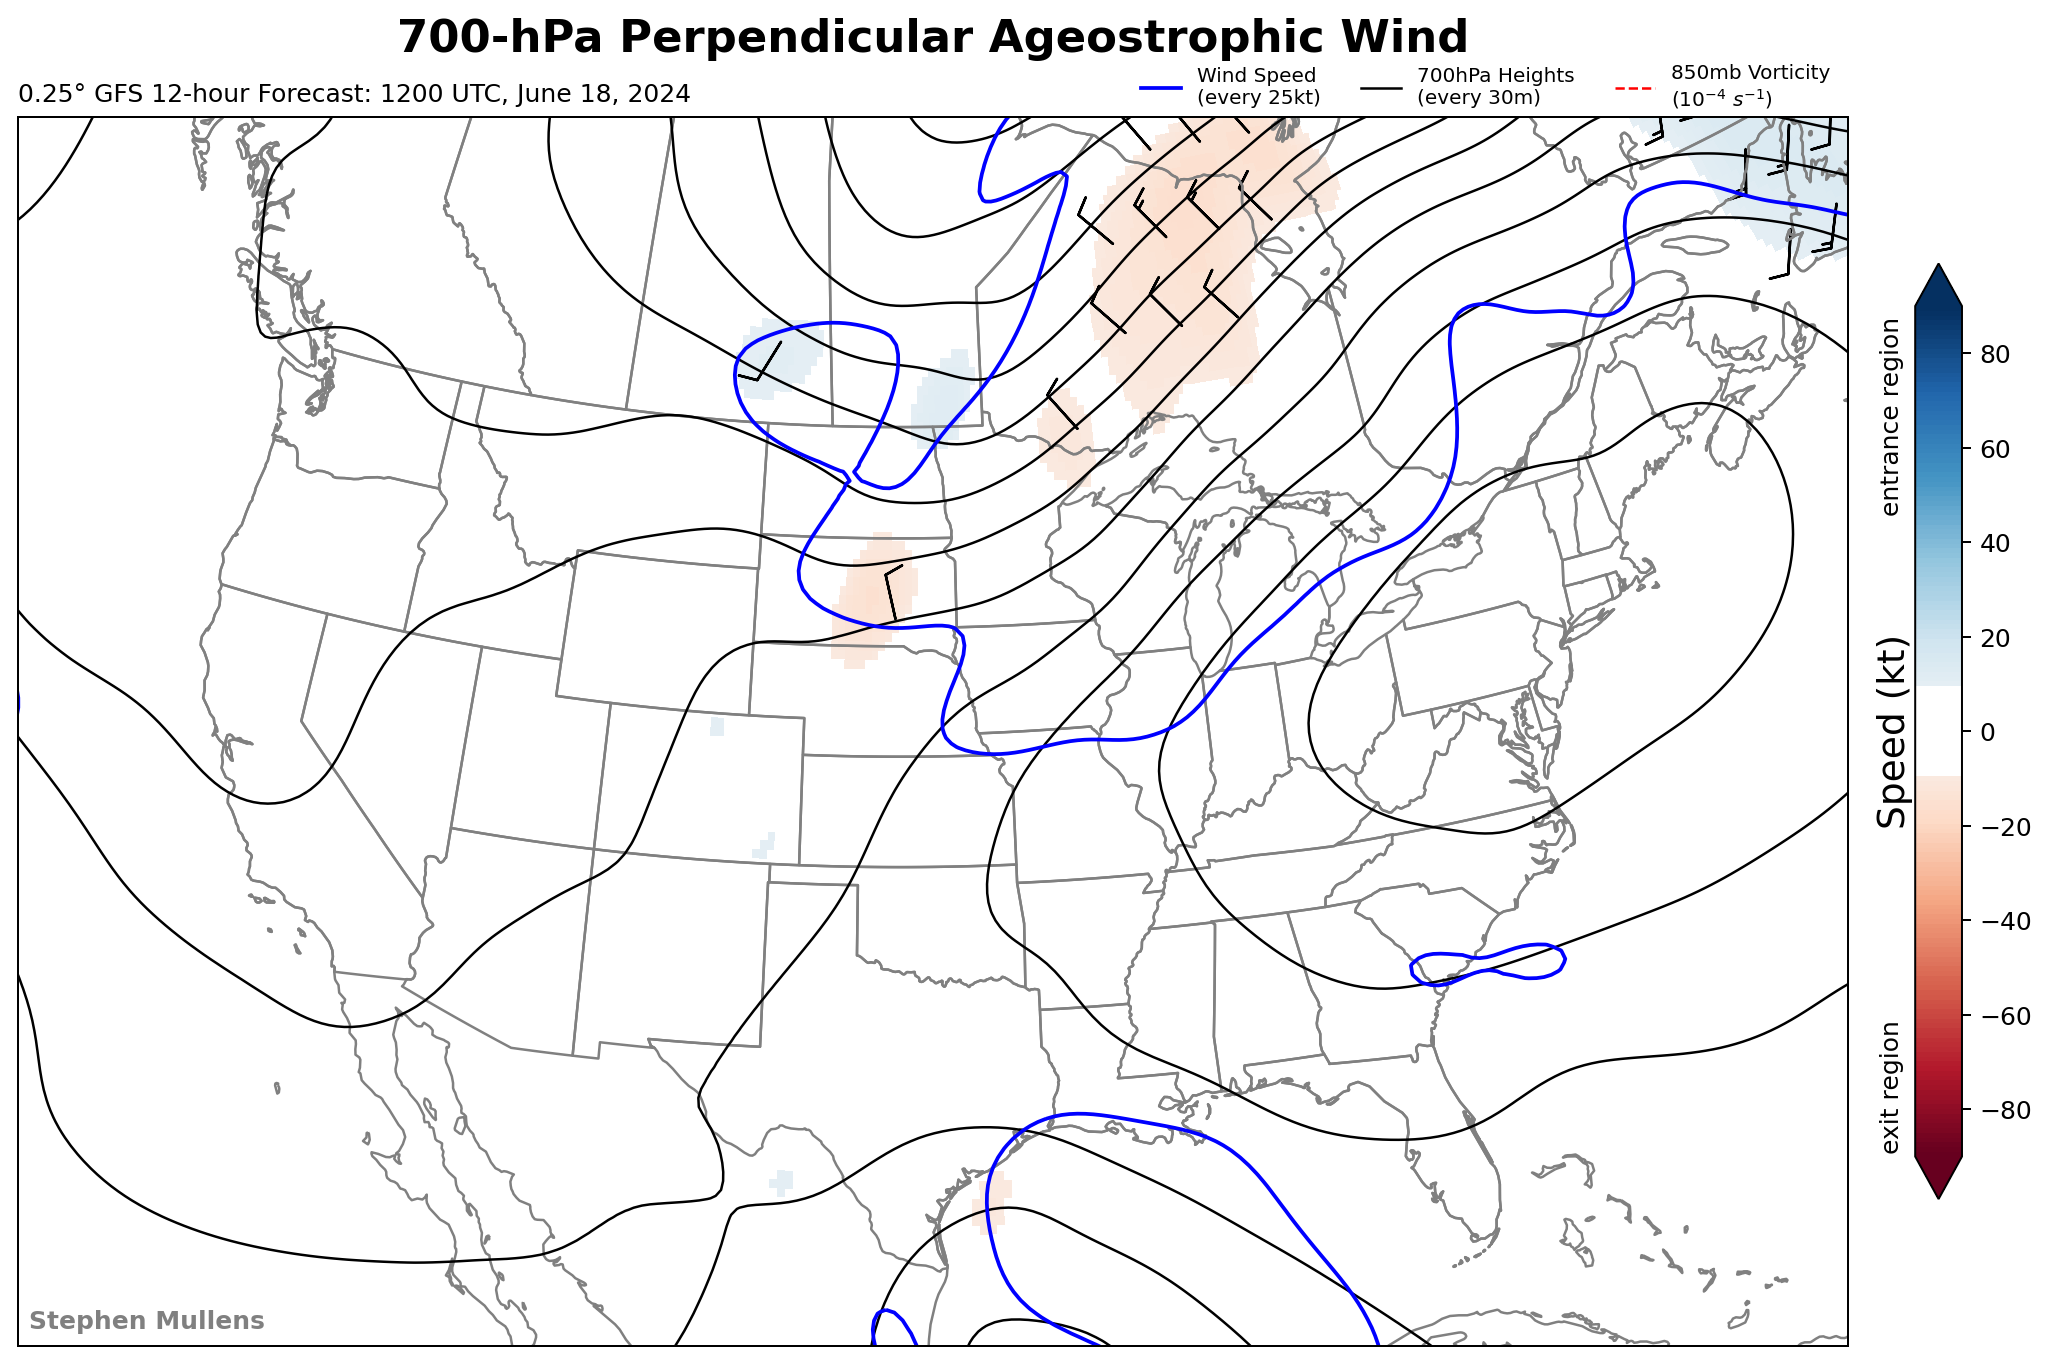 700-hPa Perpendicular Ageostrophic Wind
0.25° GFS 12-hour Forecast: 1200 UTC, June 18, 2024
Wind Speed
(every 25kt)
700hPa Heights
(every 30m)
850mb Vorticity
(10⁻⁴ s⁻¹)
entrance region
Speed (kt)
exit region
80
60
40
20
0
−20
−40
−60
−80
Stephen Mullens